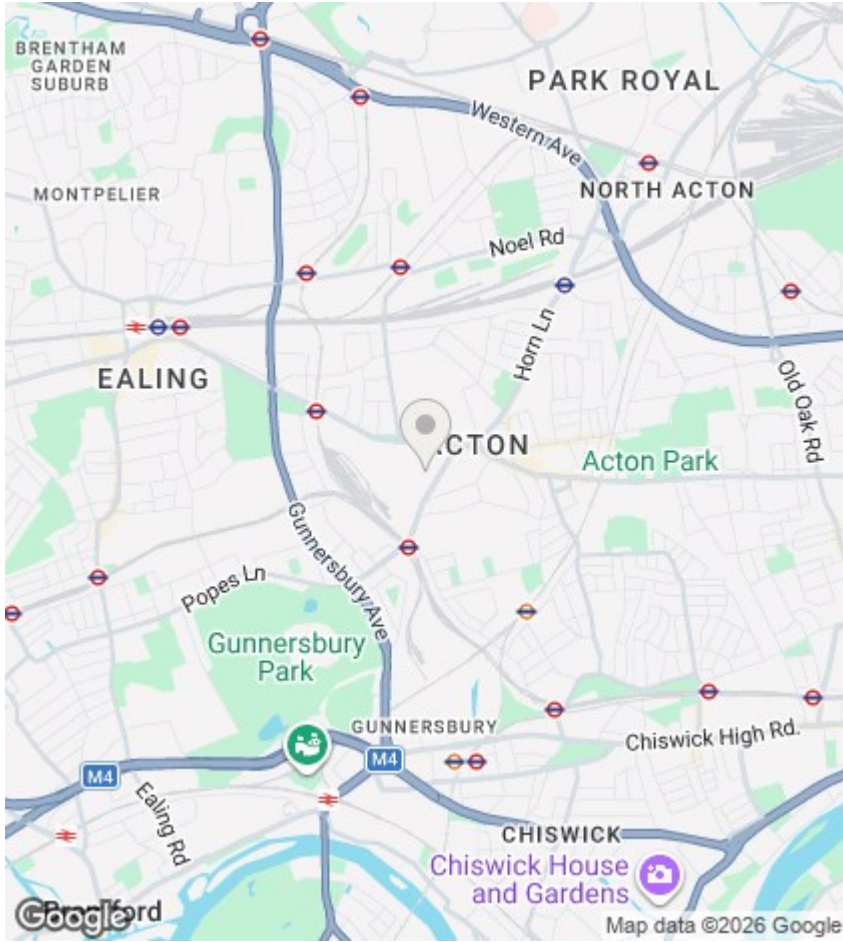 BRENTHAM
GARDEN
SUBURB
PARK ROYAL
Western Ave
MONTPELIER
NORTH ACTON
Noel Rd
Horn Ln
EALING
Old Oak Rd
ACTON
Acton Park
Gunnersbury Ave
Popes Ln
Gunnersbury
Park
GUNNERSBURY
Chiswick High Rd.
M4
M4
Ealing Rd
CHISWICK
Chiswick House
and Gardens
Google
Brentford
Map data ©2026 Google